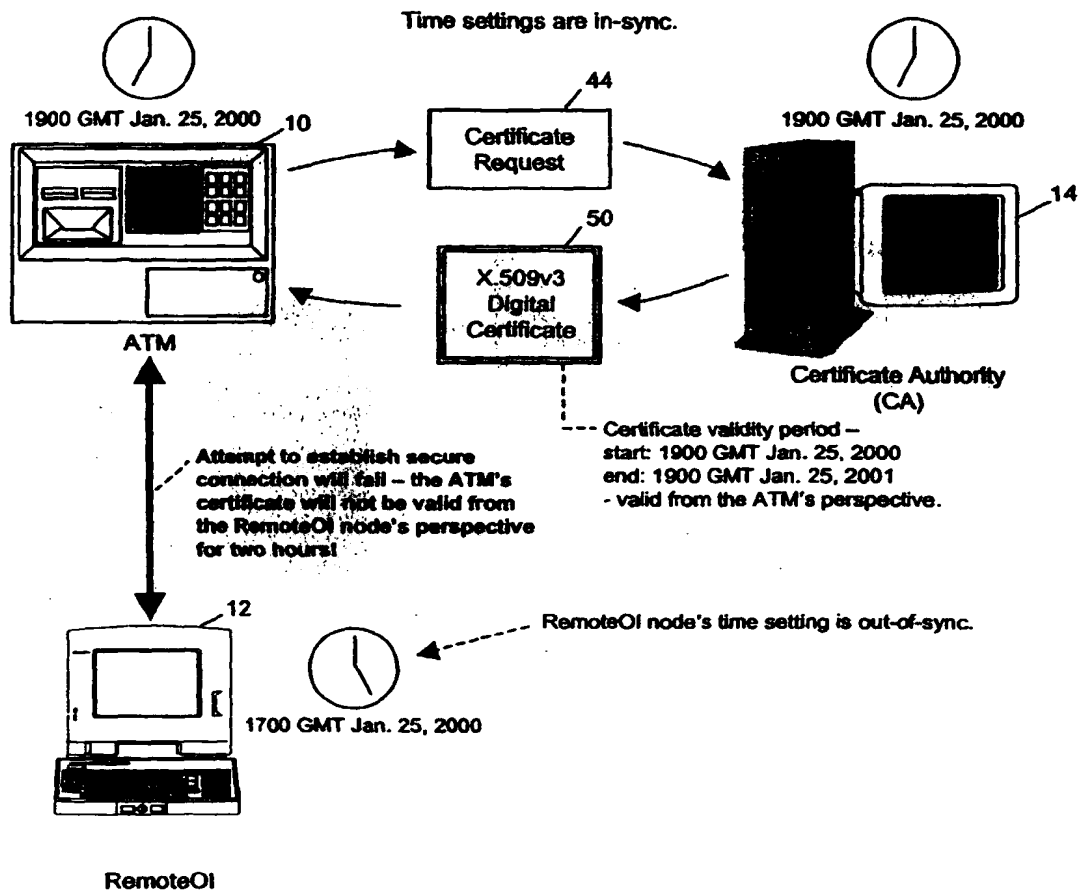 Time settings are in-sync.
1900 GMT Jan. 25, 2000
10
44
Certificate
Request
1900 GMT Jan. 25, 2000
14
50
X.509v3
Digital
Certificate
ATM
Certificate Authority
(CA)
Certificate validity period –
start: 1900 GMT Jan. 25, 2000
end: 1900 GMT Jan. 25, 2001
- valid from the ATM's perspective.
Attempt to establish secure
connection will fail – the ATM's
certificate will not be valid from
the RemoteOI node's perspective
for two hours!
12
RemoteOI node's time setting is out-of-sync.
1700 GMT Jan. 25, 2000
RemoteOI